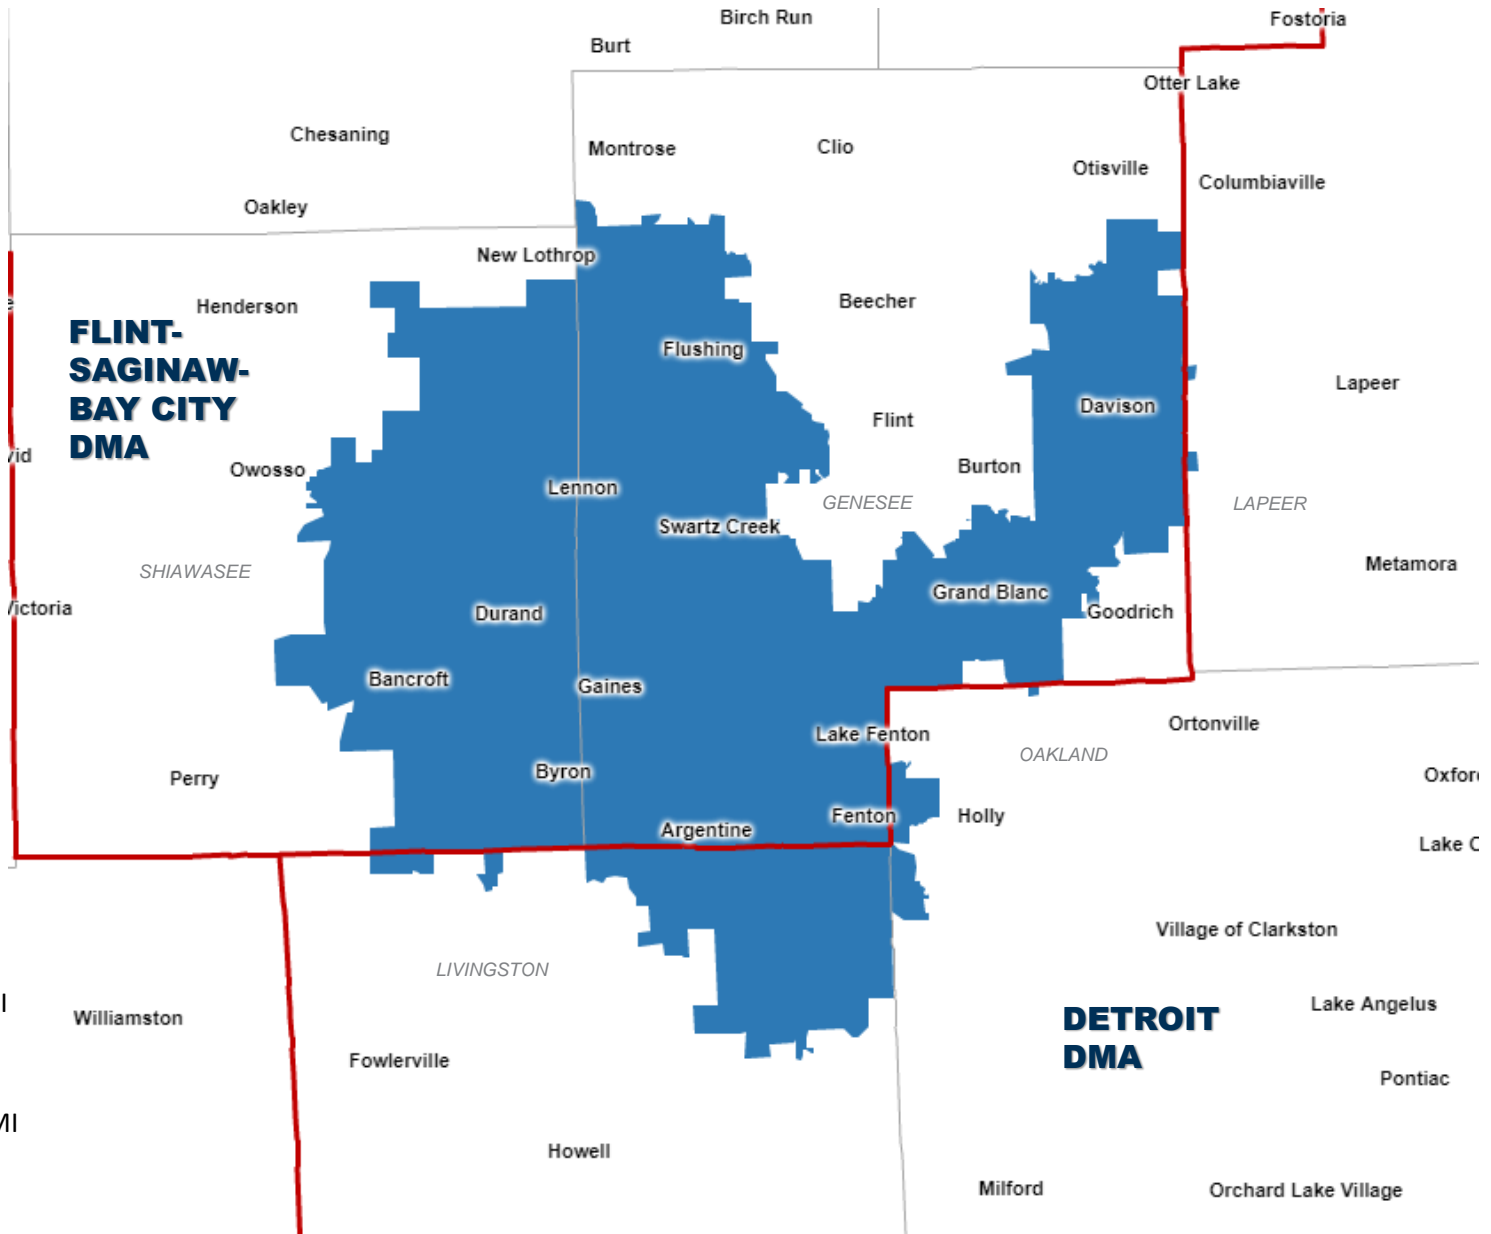 Birch Run
Fostoria
Burt
Otter Lake
Chesaning
Montrose
Clio
Otisville
Columbiaville
Oakley
New Lothrop
Henderson
Beecher
FLINT-
SAGINAW-
BAY CITY
DMA
Flushing
Lapeer
Davison
Flint
Owosso
Burton
Lennon
GENESEE
LAPEER
Swartz Creek
SHIAWASEE
Metamora
Grand Blanc
Victoria
Durand
Goodrich
Bancroft
Gaines
Ortonville
Lake Fenton
OAKLAND
Byron
Perry
Holly
Fenton
Argentine
Village of Clarkston
LIVINGSTON
Lake Angelus
Williamston
DETROIT
DMA
Fowlerville
Pontiac
MI
Howell
Milford
Orchard Lake Village